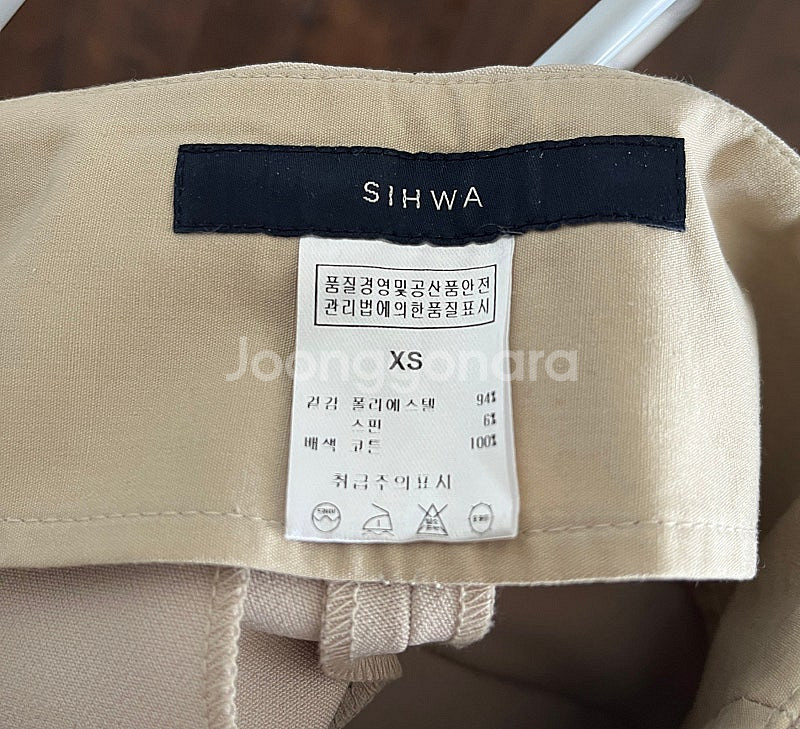 SIHWA
품질경영및공산품안전
관리법에의한품질표시
XS
Joonggonara
겉감 폴리에스텔 94%
스판 6%
배색 코튼 100%
취급주의표시